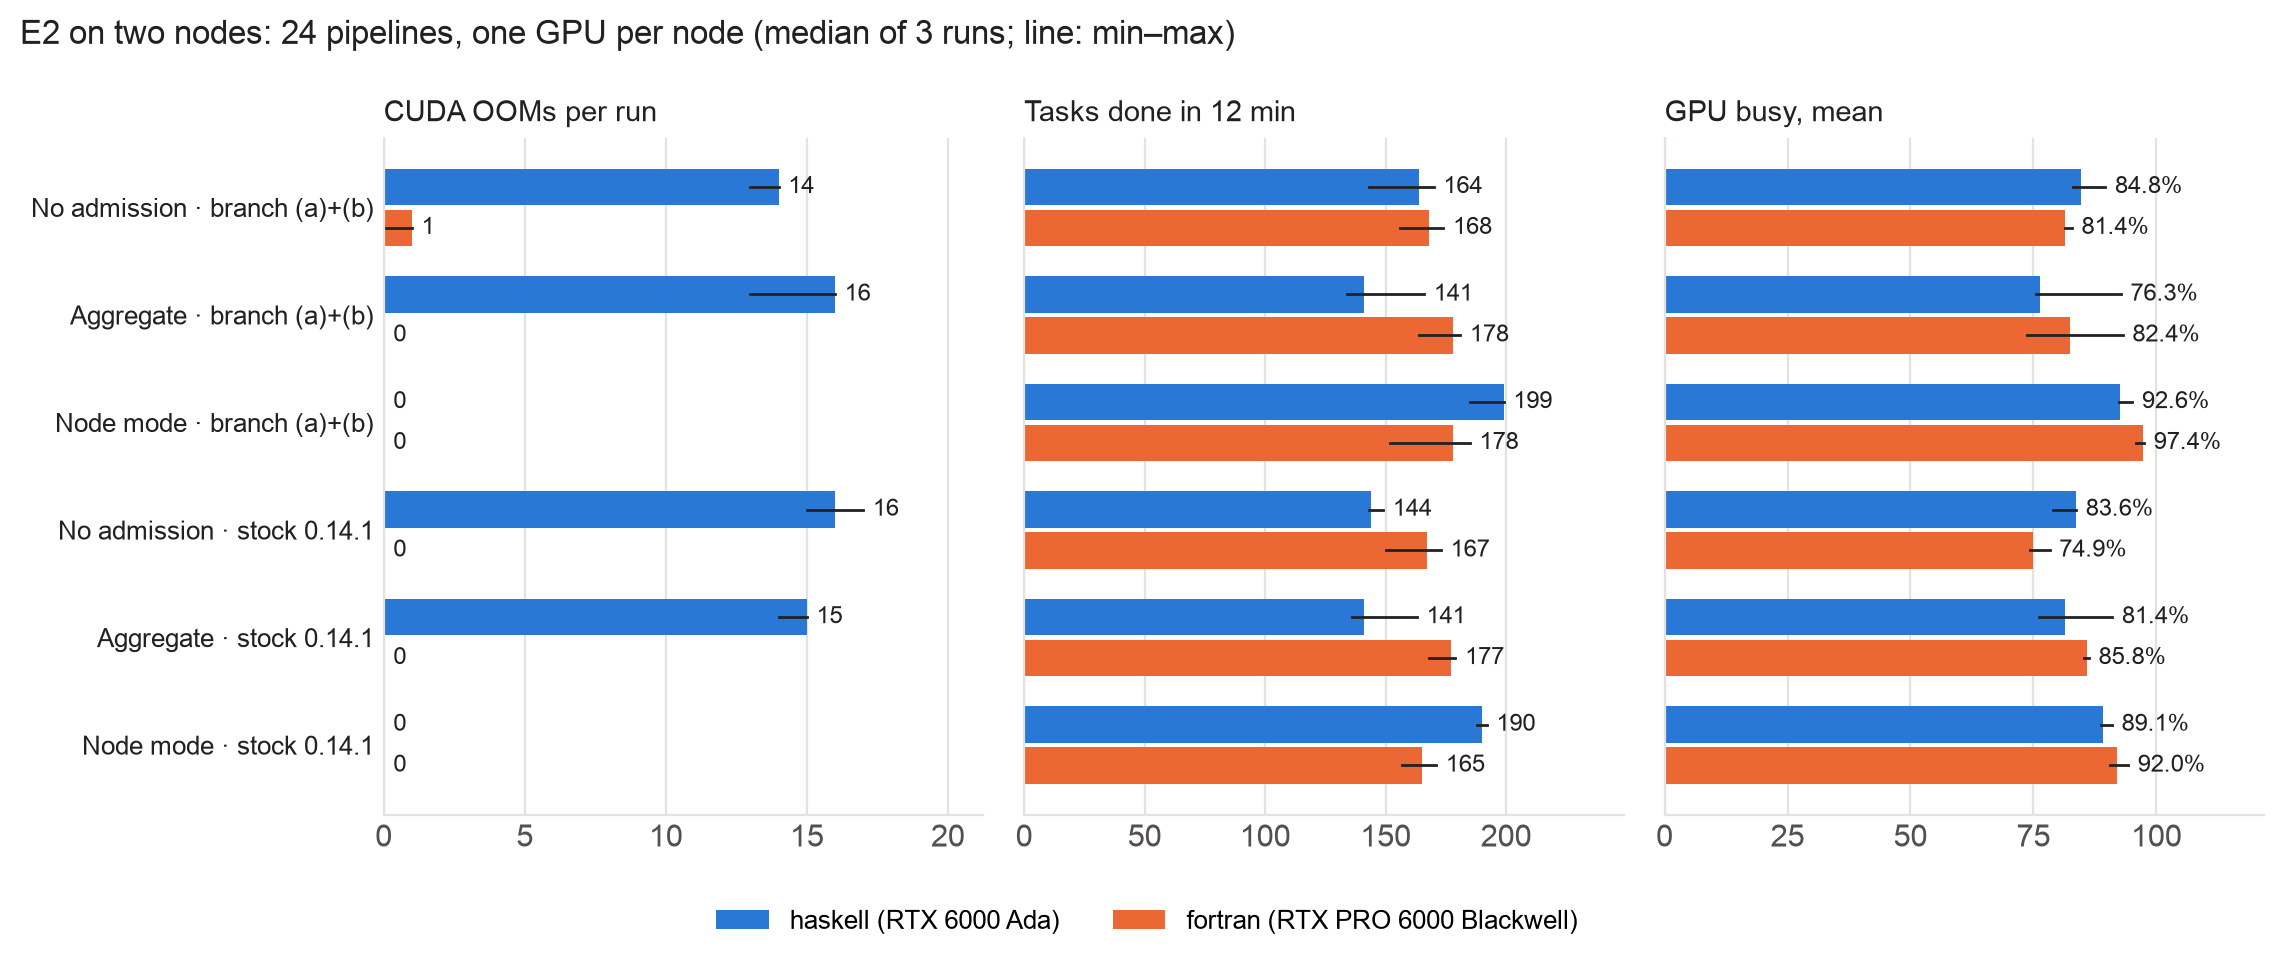 E2 on two nodes: 24 pipelines, one GPU per node (median of 3 runs; line: min–max)
CUDA OOMs per run
Tasks done in 12 min
GPU busy, mean
No admission · branch (a)+(b)
14
1
164
168
84.8%
81.4%
Aggregate · branch (a)+(b)
16
0
141
178
76.3%
82.4%
Node mode · branch (a)+(b)
0
0
199
178
92.6%
97.4%
No admission · stock 0.14.1
16
0
144
167
83.6%
74.9%
Aggregate · stock 0.14.1
15
0
141
177
81.4%
85.8%
Node mode · stock 0.14.1
0
0
190
165
89.1%
92.0%
0 5 10 15 20
0 50 100 150 200
0 25 50 75 100
haskell (RTX 6000 Ada)
fortran (RTX PRO 6000 Blackwell)